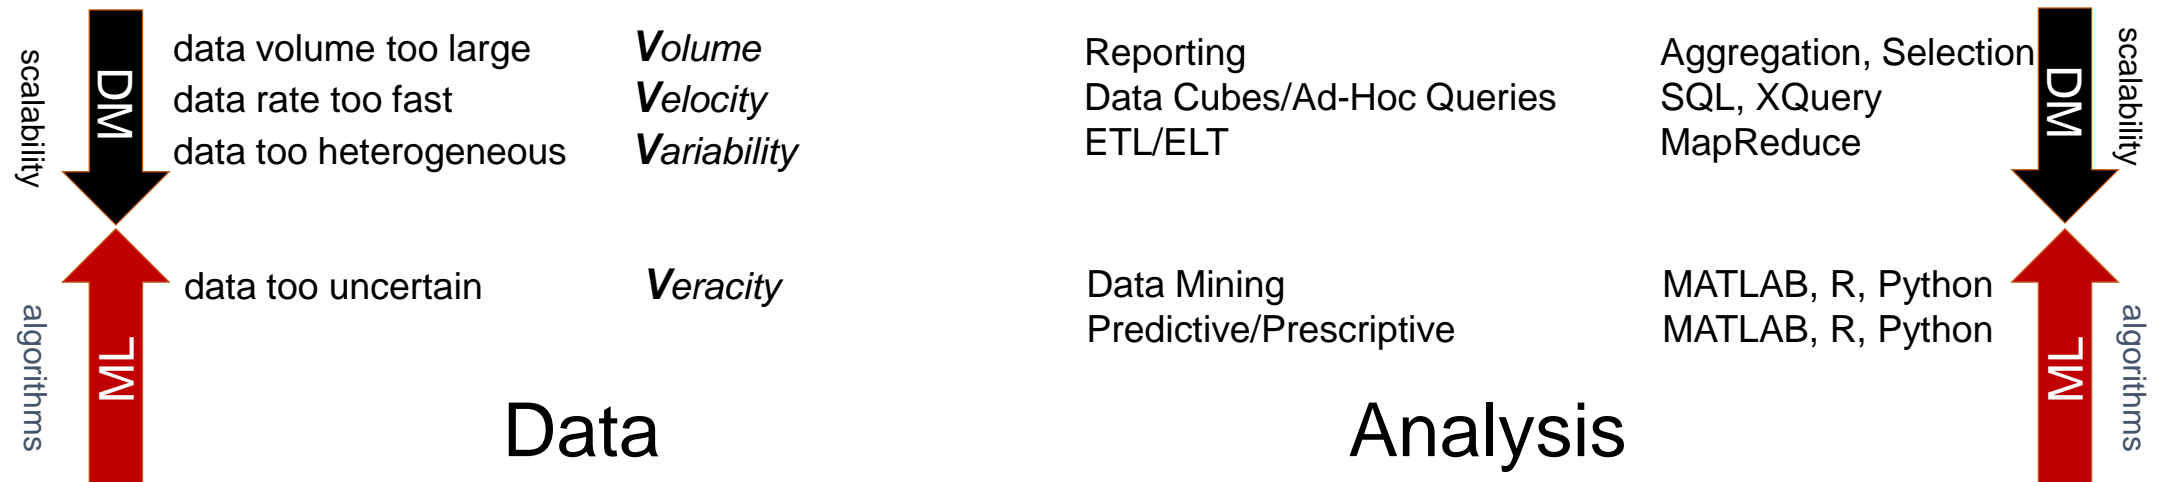 scalability
DM
data volume too large Volume
data rate too fast Velocity
data too heterogeneous Variability
Reporting Aggregation, Selection
Data Cubes/Ad-Hoc Queries SQL, XQuery
ETL/ELT MapReduce
DM
scalability
algorithms
ML
data too uncertain Veracity
Data Mining MATLAB, R, Python
Predictive/Prescriptive MATLAB, R, Python
ML
algorithms
Data
Analysis